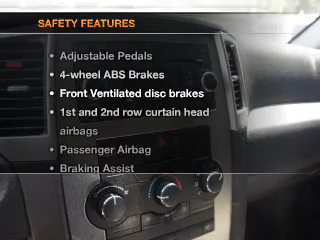 SAFETY FEATURES
• Adjustable Pedals
• 4-wheel ABS Brakes
• Front Ventilated disc brakes
• 1st and 2nd row curtain head
airbags
• Passenger Airbag
• Braking Assist